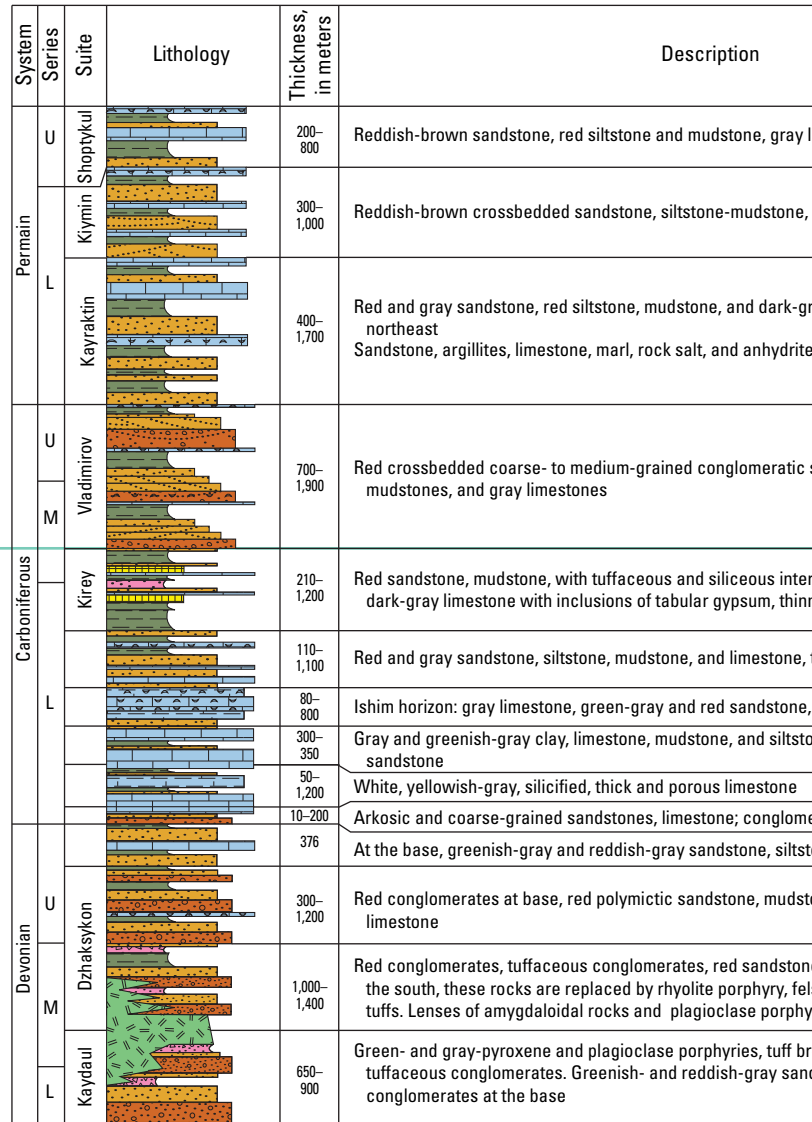 System
Series
Suite
Lithology
Thickness,
in meters
Description
Permain
U
Shoptykul
200–
800
Reddish-brown sandstone, red siltstone and mudstone, gray l
Kiymin
300–
1,000
Reddish-brown crossbedded sandstone, siltstone-mudstone,
L
Kayraktin
400–
1,700
Red and gray sandstone, red siltstone, mudstone, and dark-gr
northeast
Sandstone, argillites, limestone, marl, rock salt, and anhydrite
Carboniferous
U
M
Vladimirov
700–
1,900
Red crossbedded coarse- to medium-grained conglomeratic s
mudstones, and gray limestones
Kirey
210–
1,200
Red sandstone, mudstone, with tuffaceous and siliceous inter
dark-gray limestone with inclusions of tabular gypsum, thinn
L
110–
1,100
Red and gray sandstone, siltstone, mudstone, and limestone, t
80–
800
Ishim horizon: gray limestone, green-gray and red sandstone,
300–
350
Gray and greenish-gray clay, limestone, mudstone, and siltsto
sandstone
50–
1,200
White, yellowish-gray, silicified, thick and porous limestone
10–200
Arkosic and coarse-grained sandstones, limestone; conglome
376
At the base, greenish-gray and reddish-gray sandstone, siltst
Devonian
U
Dzhaksykon
300–
1,200
Red conglomerates at base, red polymictic sandstone, mudst
limestone
M
1,000–
1,400
Red conglomerates, tuffaceous conglomerates, red sandstone
the south, these rocks are replaced by rhyolite porphyry, fels
tuffs. Lenses of amygdaloidal rocks and plagioclase porphy
L
Kaydaul
650–
900
Green- and gray-pyroxene and plagioclase porphyries, tuff br
tuffaceous conglomerates. Greenish- and reddish-gray sand
conglomerates at the base